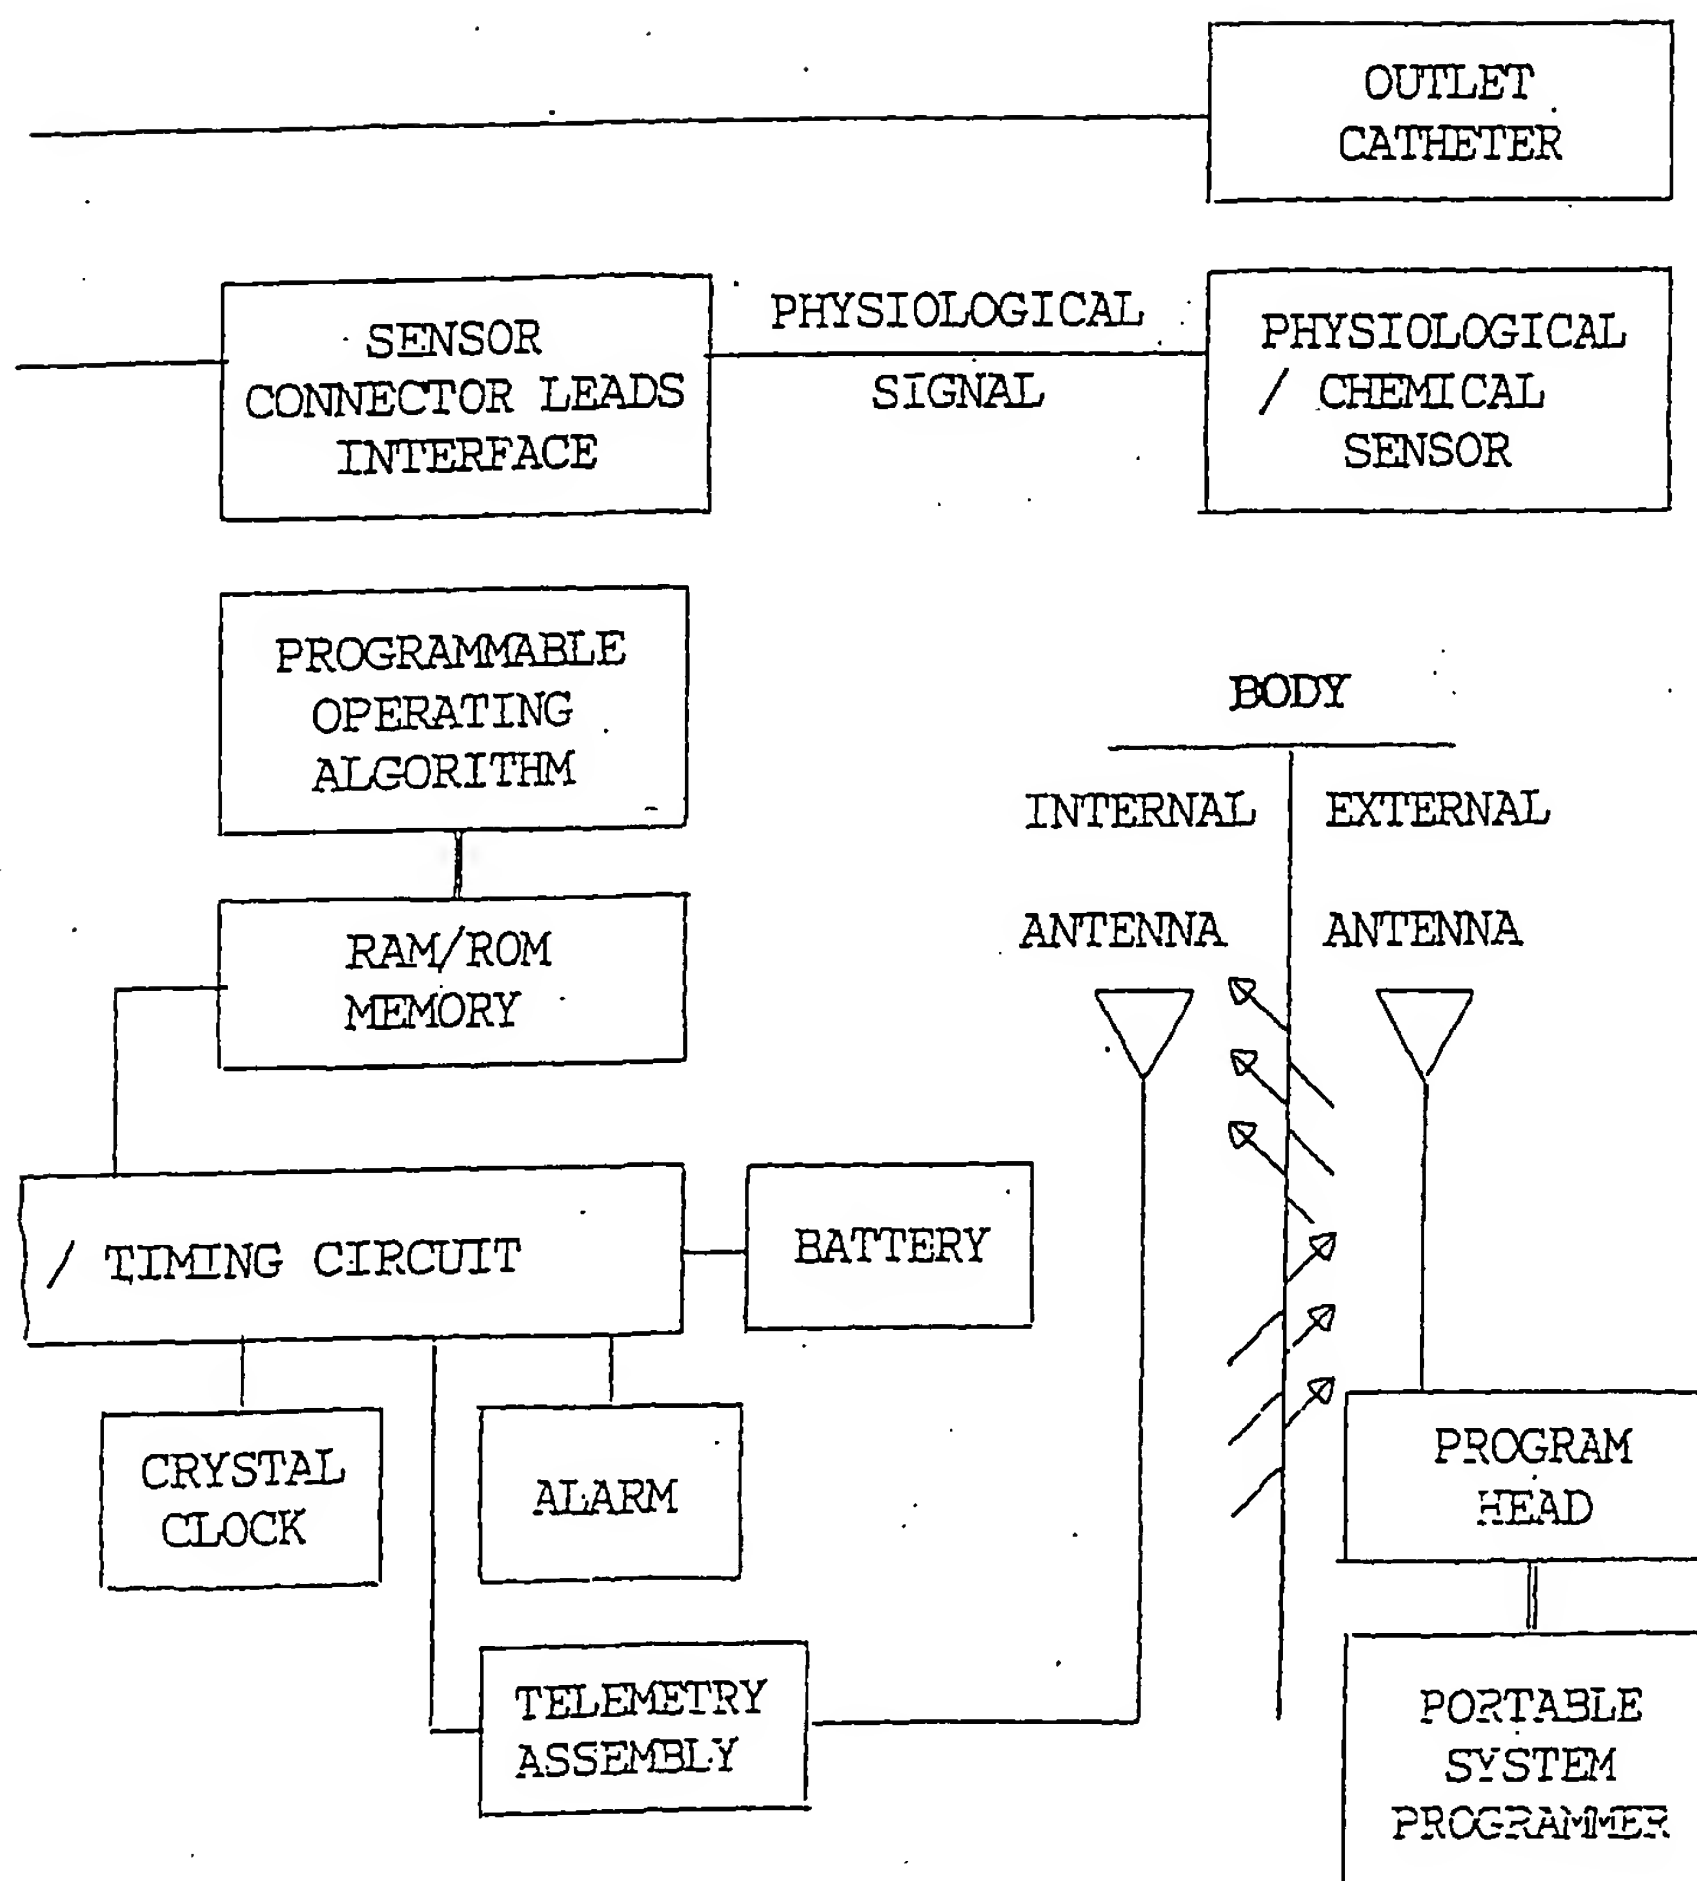 OUTLET
CATHETER
SENSOR
CONNECTOR LEADS
INTERFACE
PHYSIOLOGICAL
SIGNAL
PHYSIOLOGICAL
/ CHEMICAL
SENSOR
PROGRAMMABLE
OPERATING
ALGORITHM
BODY
INTERNAL
EXTERNAL
RAM/ROM
MEMORY
ANTENNA
ANTENNA
/ TIMING CIRCUIT
BATTERY
CRYSTAL
CLOCK
ALARM
PROGRAM
HEAD
TELEMETRY
ASSEMBLY
PORTABLE
SYSTEM
PROGRAMMER